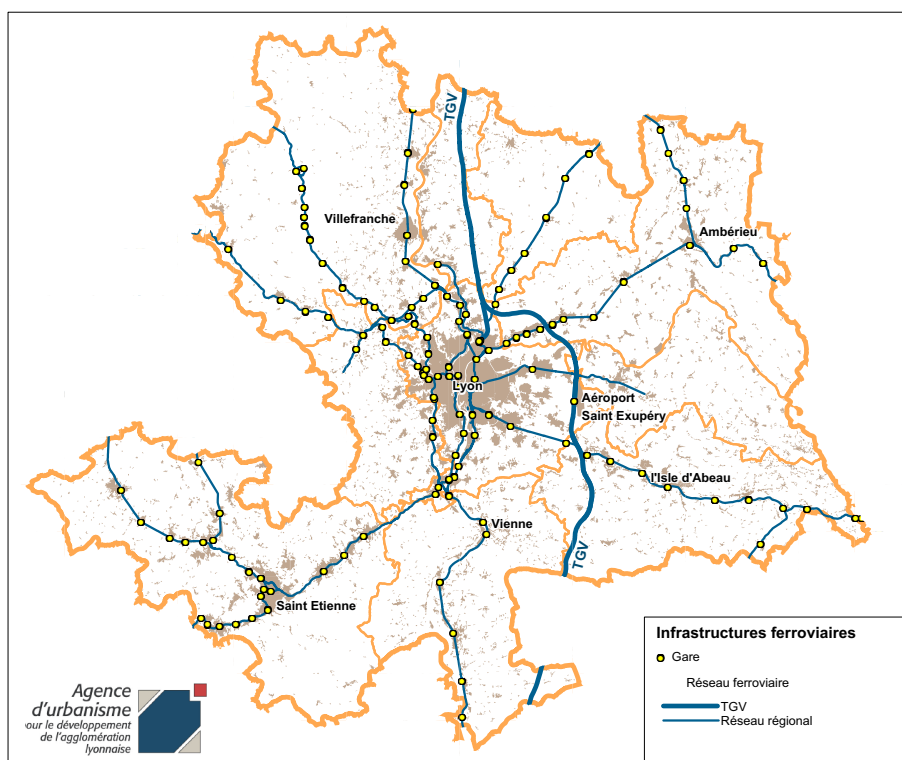 TGV
Villefranche
Ambérieu
Lyon
Aéroport
Saint Exupéry
l'Isle d'Abeau
Vienne
TGV
Saint Etienne
Infrastructures ferroviaires
Gare
Réseau ferroviaire
TGV
Réseau régional
Agence
d'urbanisme
our le développement
de l'agglomération
lyonnaise